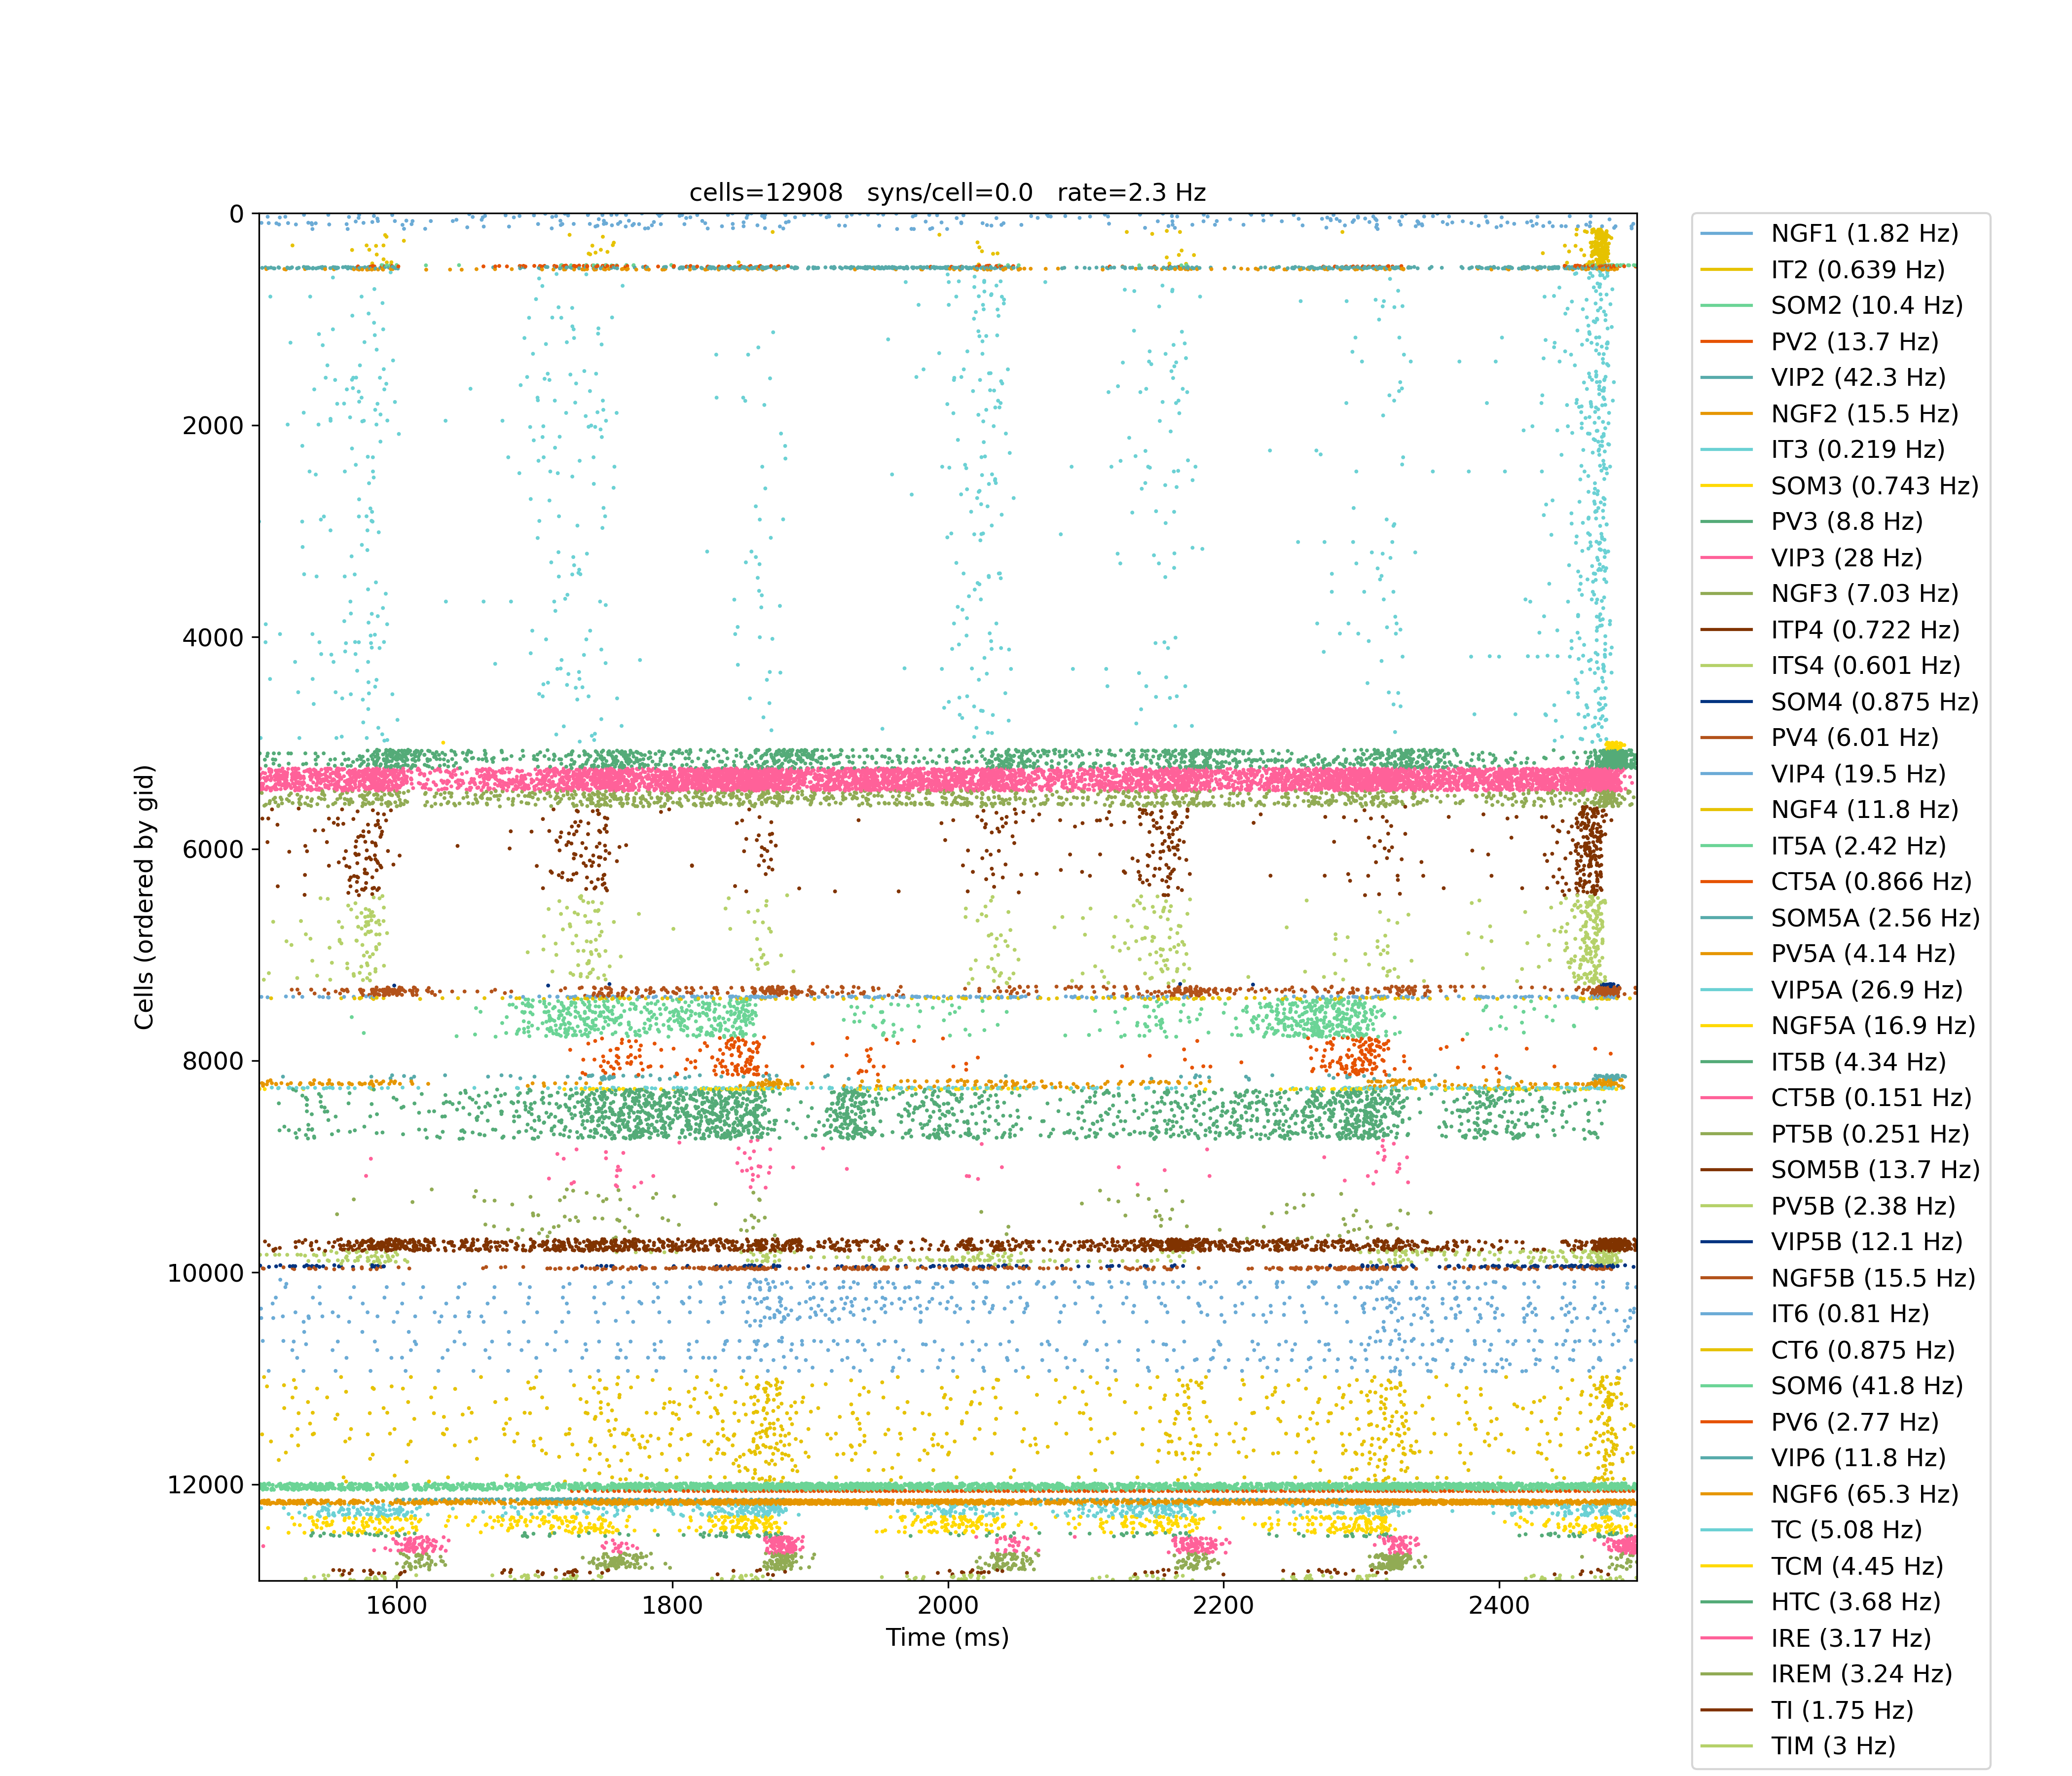 cells=12908   syns/cell=0.0   rate=2.3 Hz
0
2000
4000
6000
8000
10000
12000
Cells (ordered by gid)
1600
1800
2000
2200
2400
Time (ms)
NGF1 (1.82 Hz)
IT2 (0.639 Hz)
SOM2 (10.4 Hz)
PV2 (13.7 Hz)
VIP2 (42.3 Hz)
NGF2 (15.5 Hz)
IT3 (0.219 Hz)
SOM3 (0.743 Hz)
PV3 (8.8 Hz)
VIP3 (28 Hz)
NGF3 (7.03 Hz)
ITP4 (0.722 Hz)
ITS4 (0.601 Hz)
SOM4 (0.875 Hz)
PV4 (6.01 Hz)
VIP4 (19.5 Hz)
NGF4 (11.8 Hz)
IT5A (2.42 Hz)
CT5A (0.866 Hz)
SOM5A (2.56 Hz)
PV5A (4.14 Hz)
VIP5A (26.9 Hz)
NGF5A (16.9 Hz)
IT5B (4.34 Hz)
CT5B (0.151 Hz)
PT5B (0.251 Hz)
SOM5B (13.7 Hz)
PV5B (2.38 Hz)
VIP5B (12.1 Hz)
NGF5B (15.5 Hz)
IT6 (0.81 Hz)
CT6 (0.875 Hz)
SOM6 (41.8 Hz)
PV6 (2.77 Hz)
VIP6 (11.8 Hz)
NGF6 (65.3 Hz)
TC (5.08 Hz)
TCM (4.45 Hz)
HTC (3.68 Hz)
IRE (3.17 Hz)
IREM (3.24 Hz)
TI (1.75 Hz)
TIM (3 Hz)